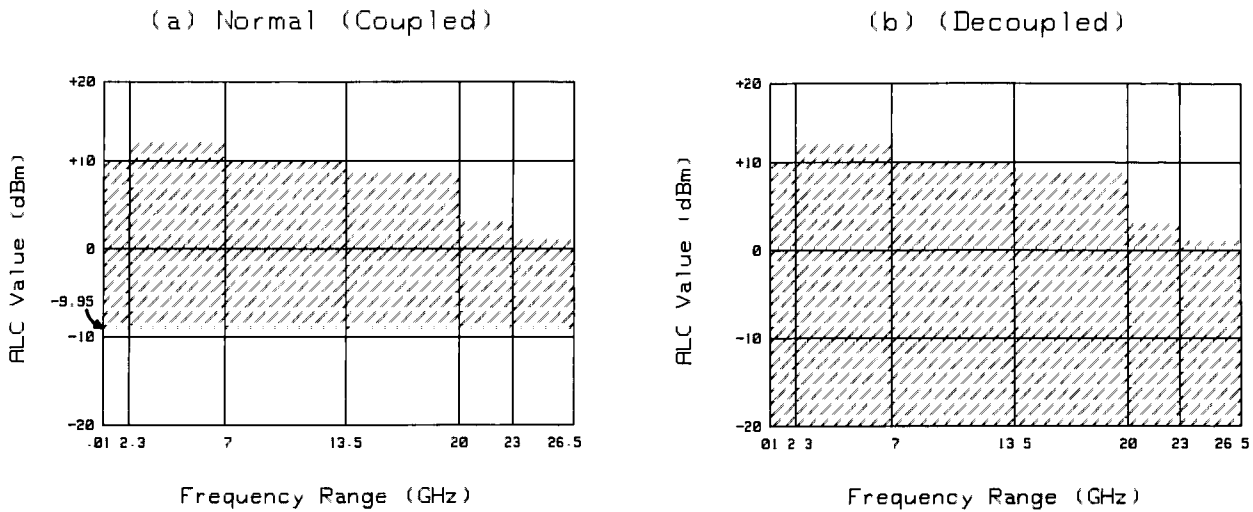 (a) Normal (Coupled)
+20
+10
0
-9.95
-10
-20
ALC Value (dBm)
.01 2.3 7 13.5 20 23 26.5
Frequency Range (GHz)
(b) (Decoupled)
+20
+10
0
-10
-20
ALC Value (dBm)
01 2 3 7 13 5 20 23 26 5
Frequency Range (GHz)